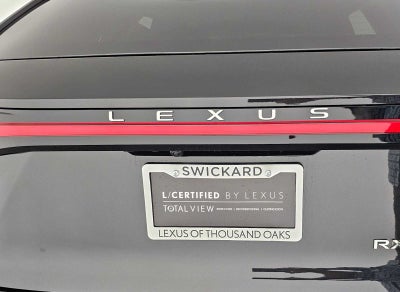 LEXUS
SWICKARD
L/CERTIFIED BY LEXUS
TOTALVIEW
LEXUS OF THOUSAND OAKS
RX